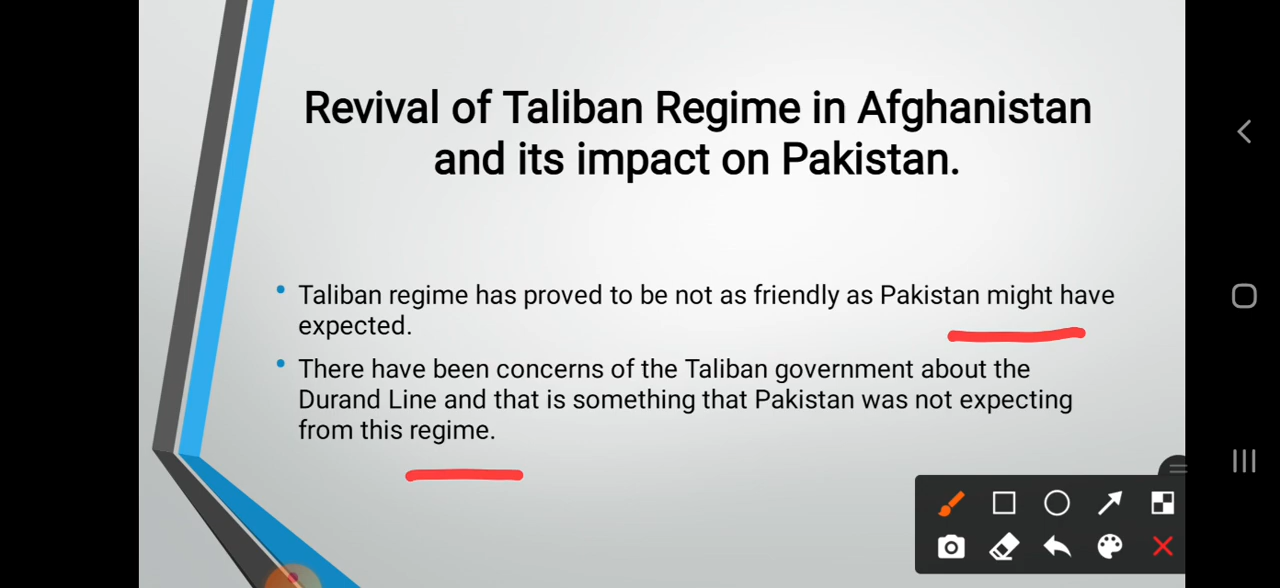 Revival of Taliban Regime in Afghanistan
and its impact on Pakistan.
Taliban regime has proved to be not as friendly as Pakistan might have
expected.
There have been concerns of the Taliban government about the
Durand Line and that is something that Pakistan was not expecting
from this regime.